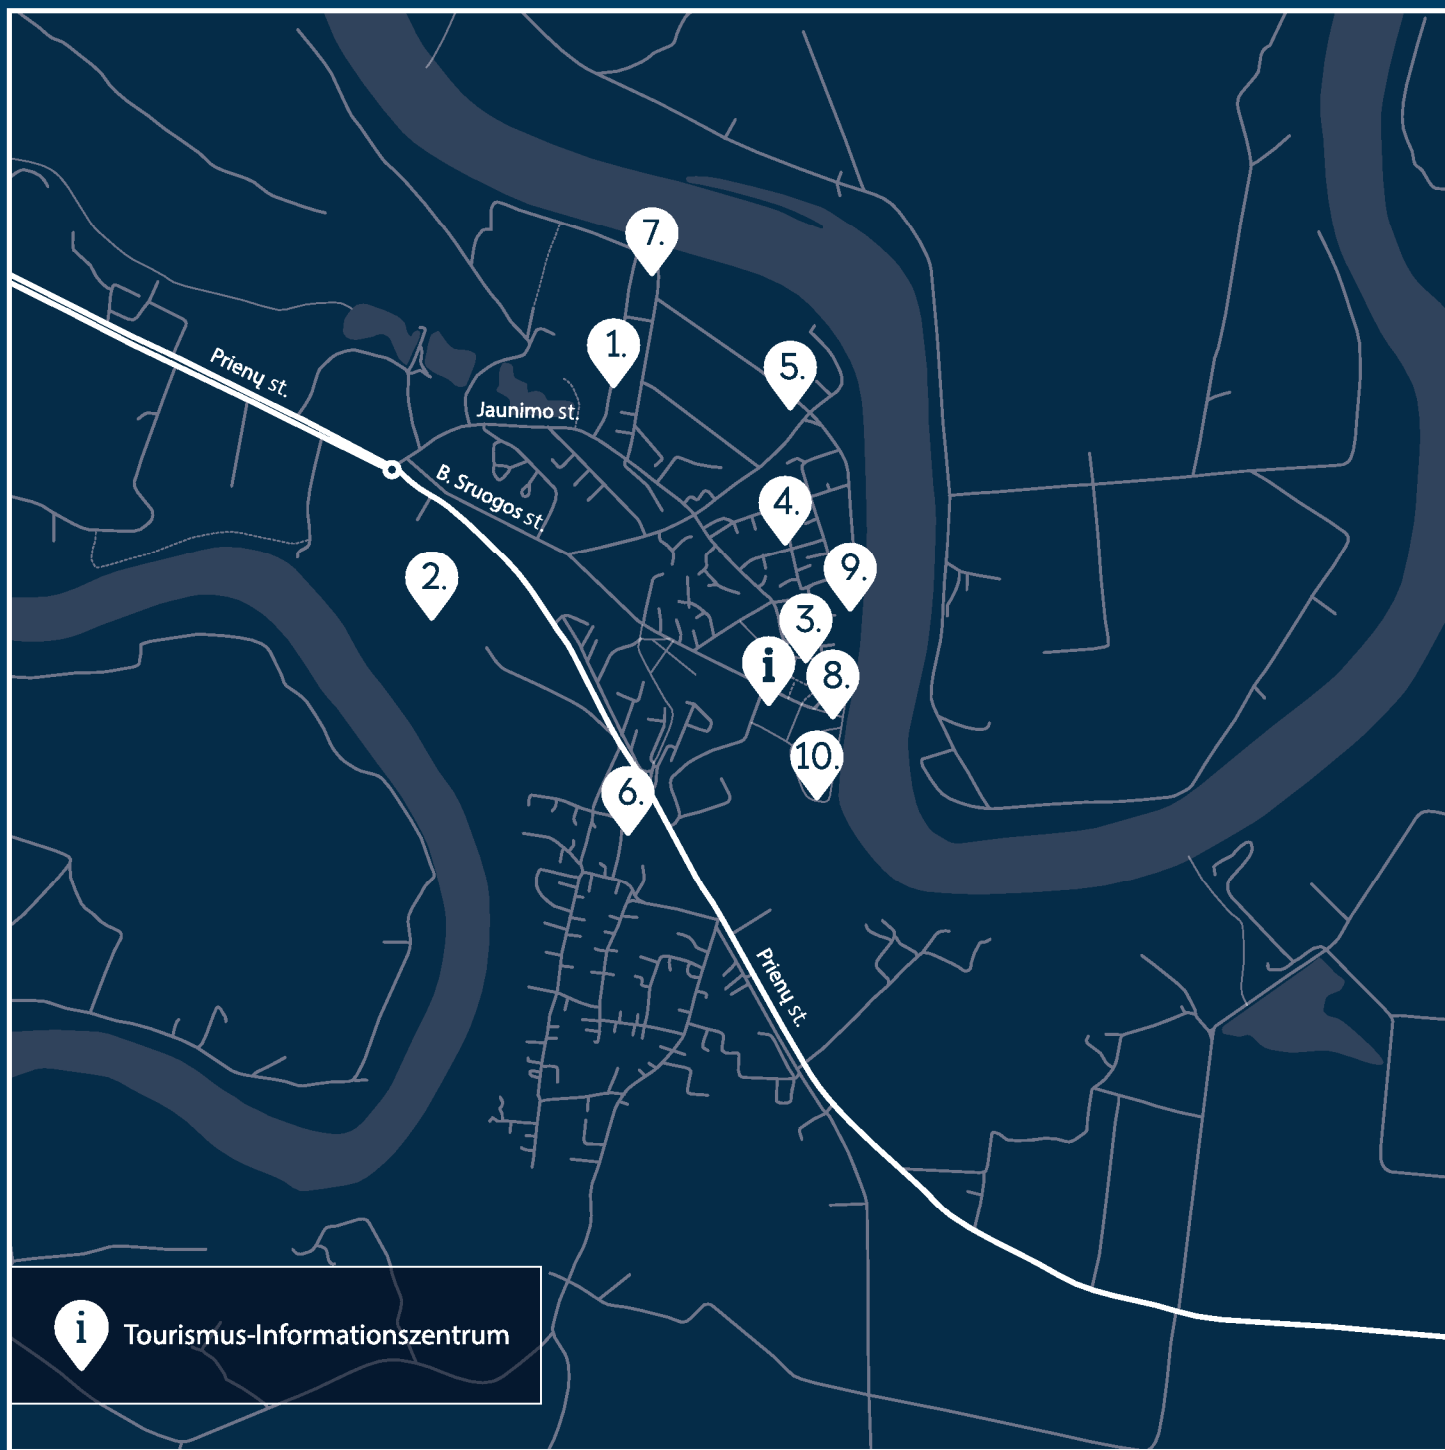 7.
1.
5.
Prienų st.
Jaunimo st.
B. Sruogos st.
4.
9.
2.
3.
i
8.
10.
6.
Prienų st.
i
Tourismus-Informationszentrum